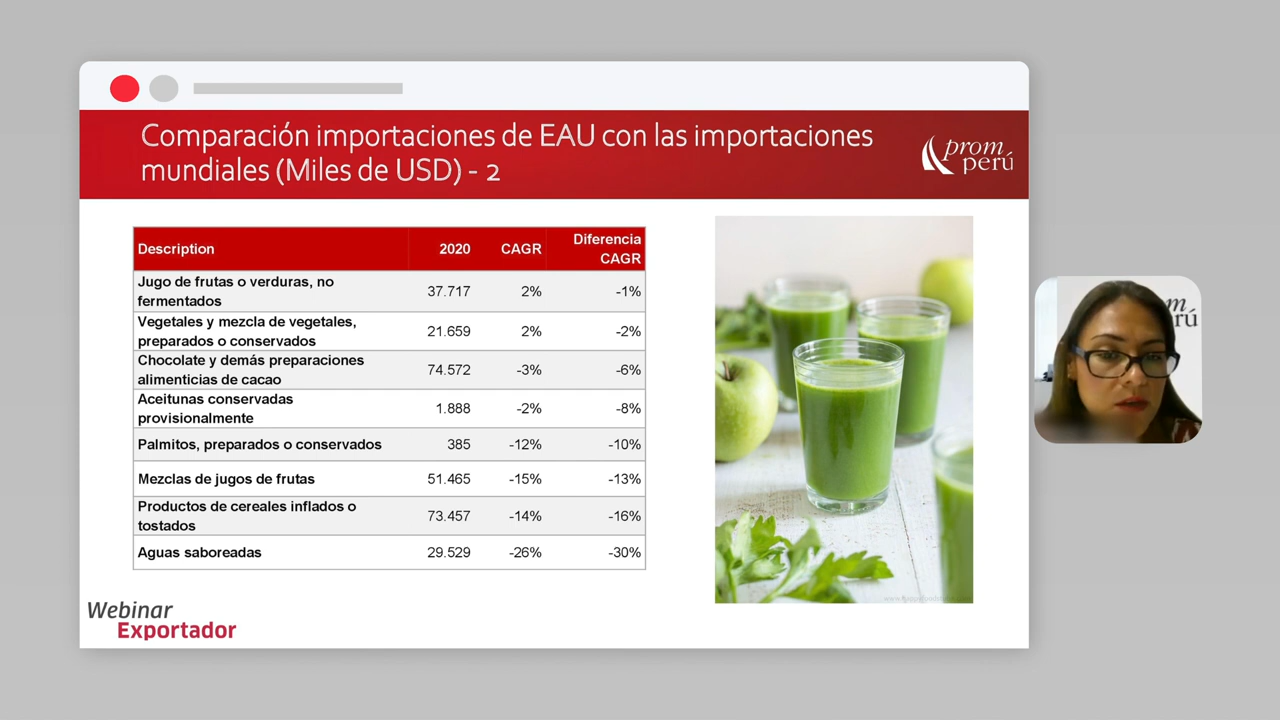 Comparación importaciones de EAU con las importaciones
mundiales (Miles de USD) - 2
prom
perú
Description 2020 CAGR Diferencia CAGR
Jugo de frutas o verduras, no
fermentados 37.717 2% -1%
Vegetales y mezcla de vegetales,
preparados o conservados 21.659 2% -2%
Chocolate y demás preparaciones
alimenticias de cacao 74.572 -3% -6%
Aceitunas conservadas
provisionalmente 1.888 -2% -8%
Palmitos, preparados o conservados 385 -12% -10%
Mezclas de jugos de frutas 51.465 -15% -13%
Productos de cereales inflados o
tostados 73.457 -14% -16%
Aguas saboreadas 29.529 -26% -30%
Webinar
Exportador